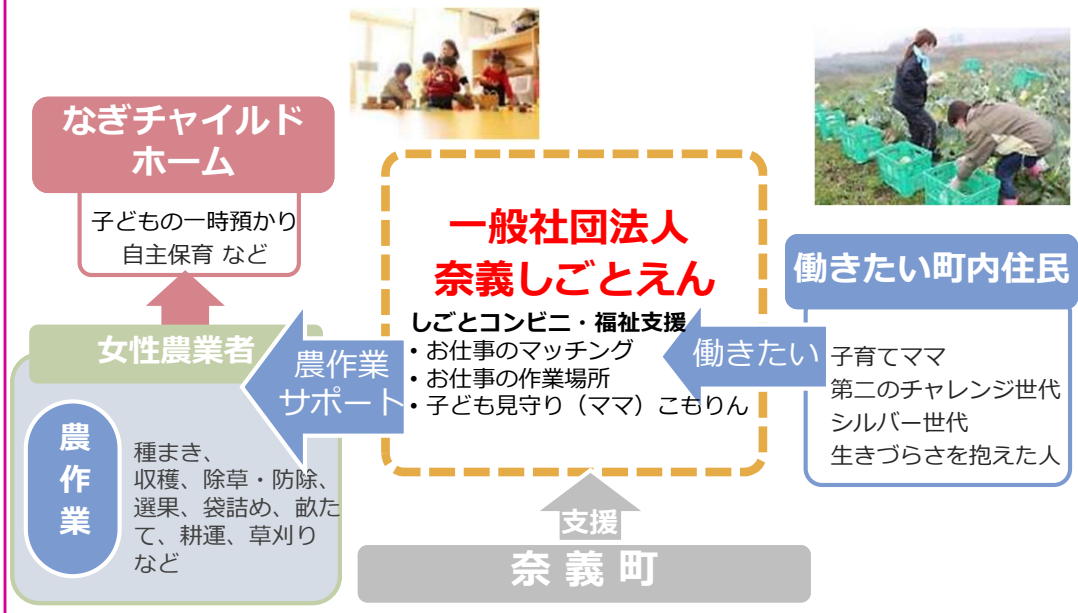 なぎチャイルド
ホーム
子どもの一時預かり
自主保育 など
女性農業者
農
作
業
種まき、
収穫、除草・防除、
選果、袋詰め、畝た
て、耕運、草刈り
など
農作業
サポート
一般社団法人
奈義しごとえん
しごとコンビニ・福祉支援
• お仕事のマッチング
• お仕事の作業場所
• 子ども見守り（ママ）こもりん
働きたい
働きたい町内住民
子育てママ
第二のチャレンジ世代
シルバー世代
生きづらさを抱えた人
支援
奈 義 町